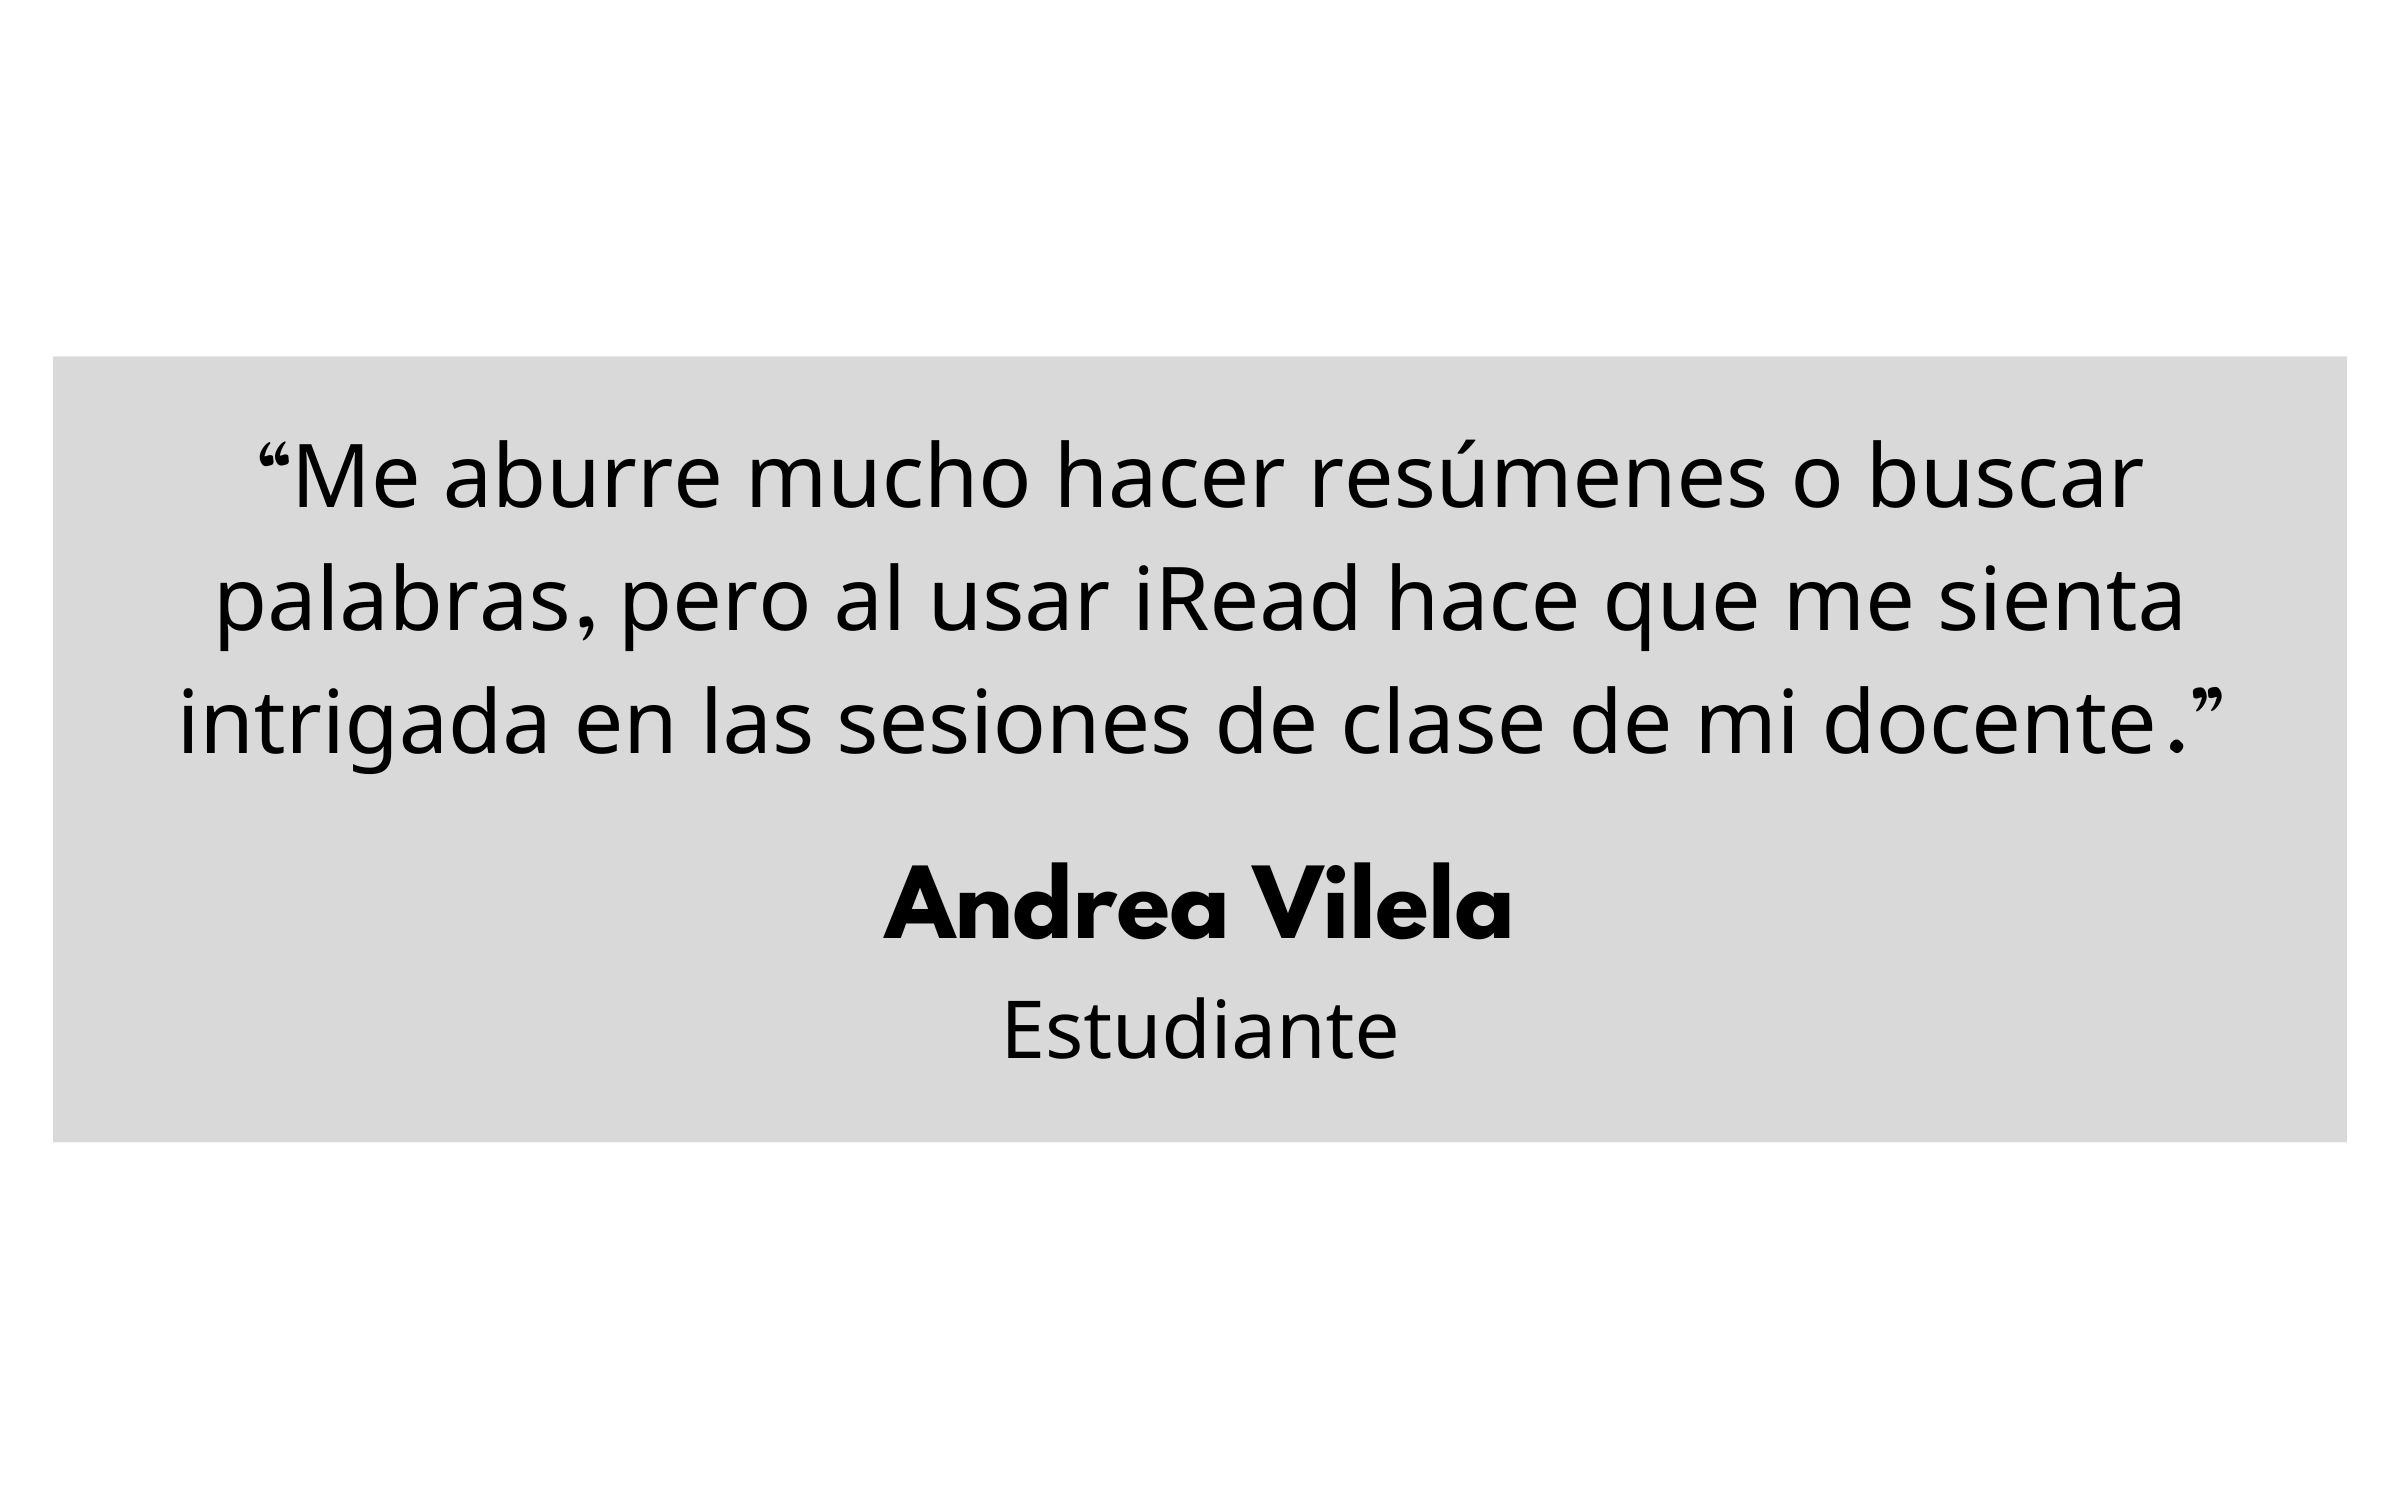 “Me aburre mucho hacer resúmenes o buscar
palabras, pero al usar iRead hace que me sienta
intrigada en las sesiones de clase de mi docente.”
Andrea Vilela
Estudiante